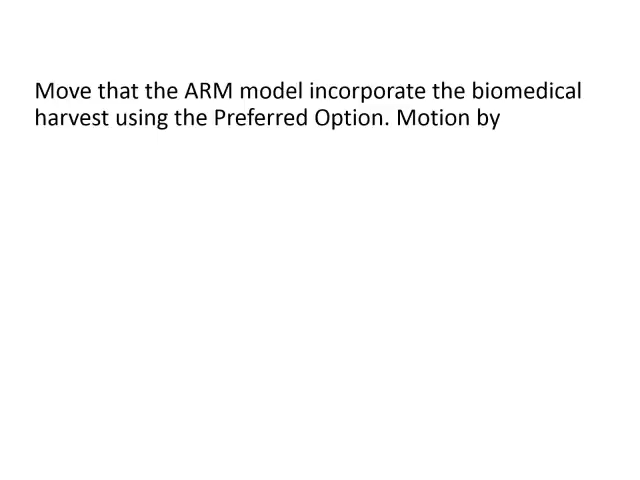 Move that the ARM model incorporate the biomedical
harvest using the Preferred Option. Motion by